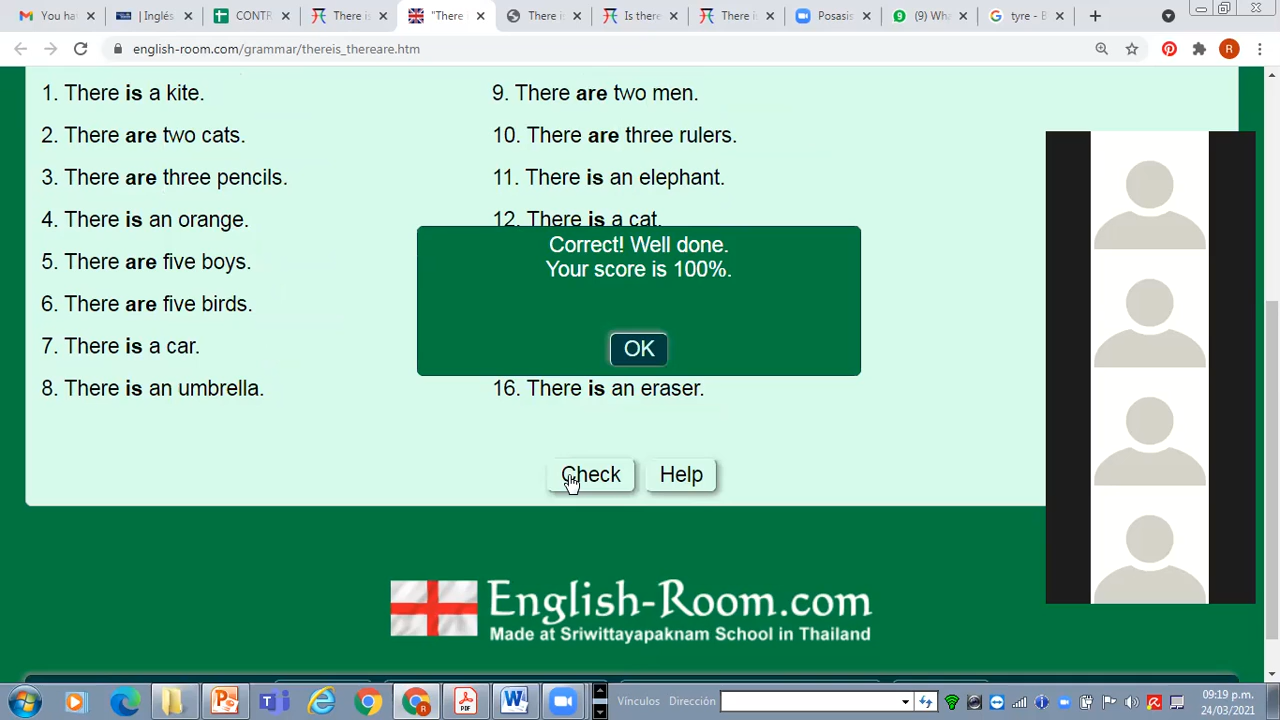 You ha
Inglés
CONTR
There is
"There
There i
Is there
There i
Posasis
(9) Wha
tyre - B
english-room.com/grammar/thereis_thereare.htm
R
1. There is a kite.
2. There are two cats.
3. There are three pencils.
4. There is an orange.
5. There are five boys.
6. There are five birds.
7. There is a car.
8. There is an umbrella.
9. There are two men.
10. There are three rulers.
11. There is an elephant.
12. There is a cat.
16. There is an eraser.
Correct! Well done.
Your score is 100%.
OK
Check
Help
English-Room.com
Made at Sriwittayapaknam School in Thailand
Vínculos
Dirección
09:19 p.m.
24/03/2021